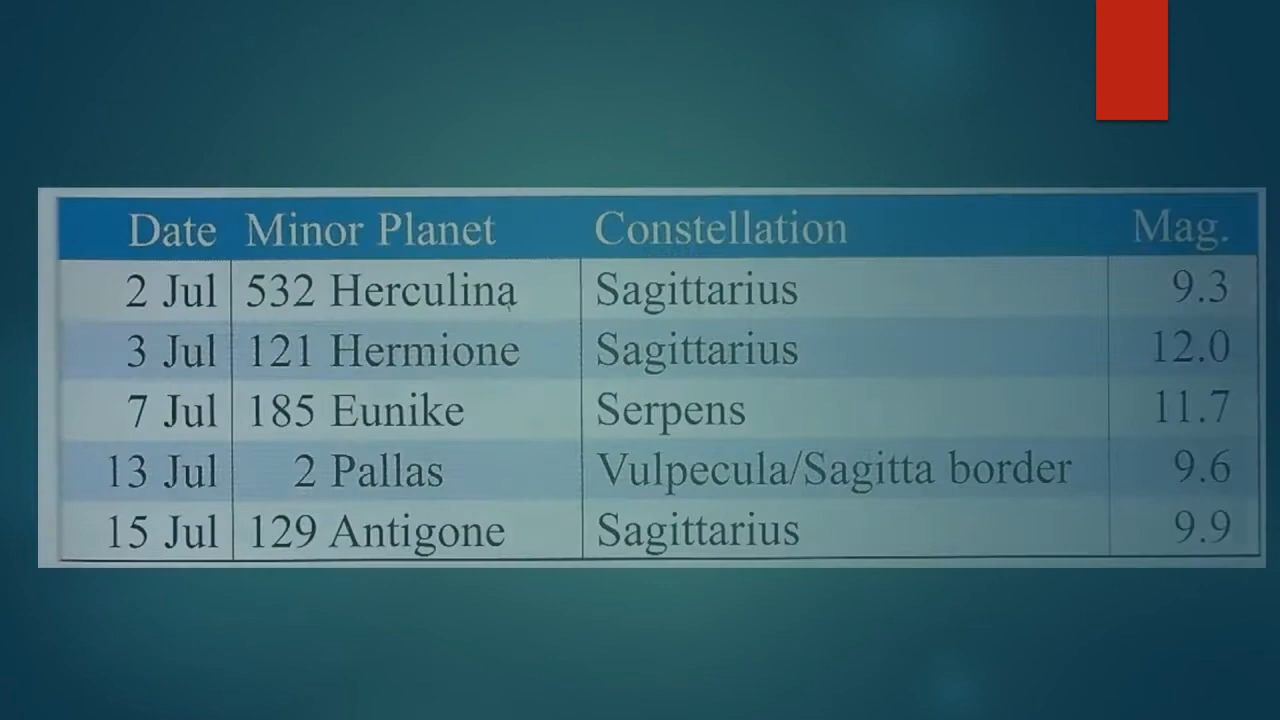 Date Minor Planet Constellation Mag.
2 Jul 532 Herculina Sagittarius 9.3
3 Jul 121 Hermione Sagittarius 12.0
7 Jul 185 Eunike Serpens 11.7
13 Jul 2 Pallas Vulpecula/Sagitta border 9.6
15 Jul 129 Antigone Sagittarius 9.9